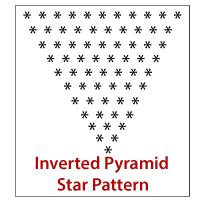 * * * * * * * * * * *
* * * * * * * * * *
* * * * * * * * *
* * * * * * * *
* * * * * * *
* * * * * *
* * * * *
* * * *
* * *
* *
*
Inverted Pyramid
Star Pattern